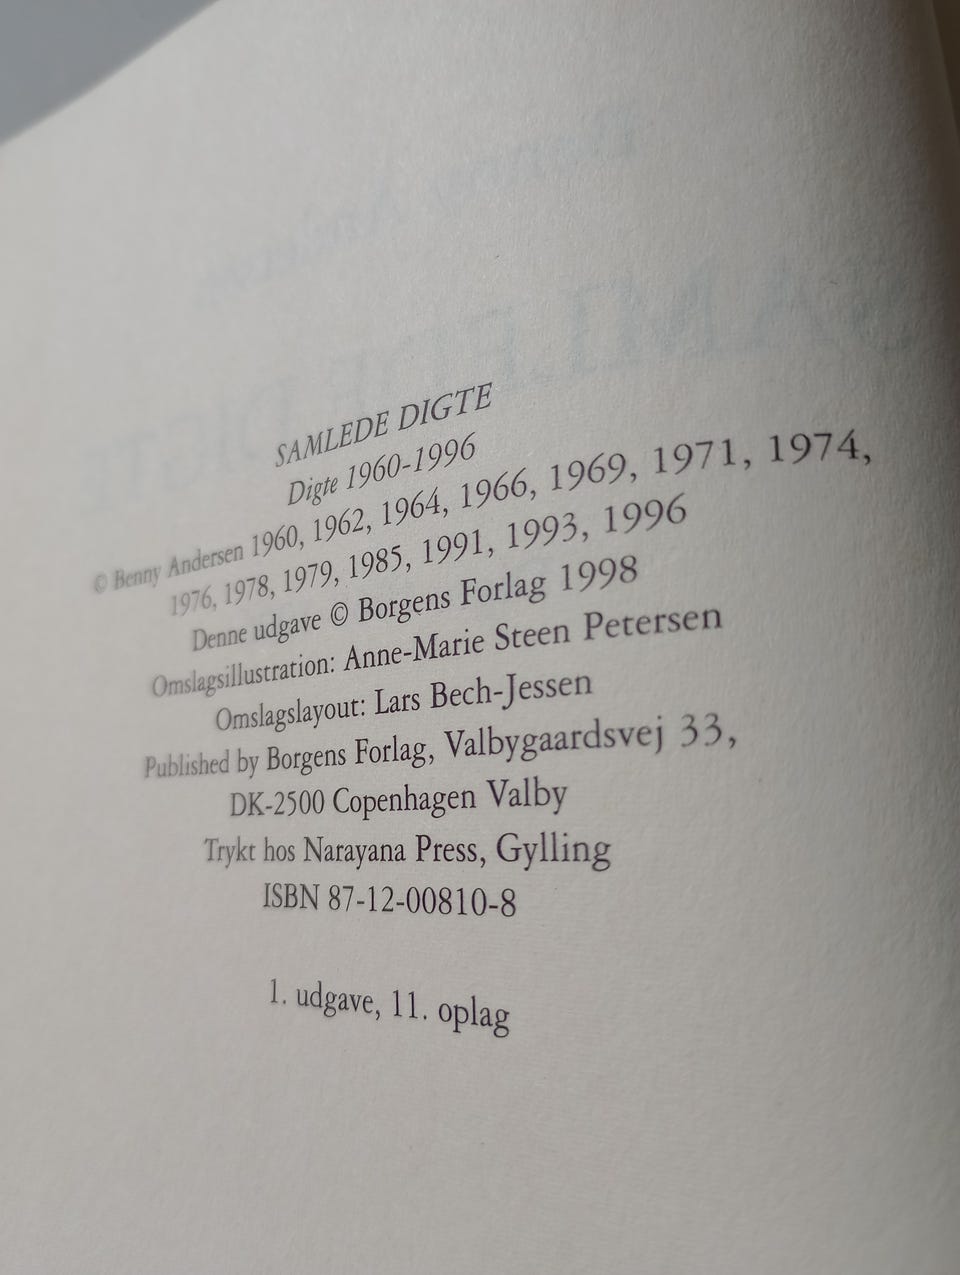 SAMLEDE DIGTE
Digte 1960-1996
© Benny Andersen 1960, 1962, 1964, 1966, 1969, 1971, 1974,
1976, 1978, 1979, 1985, 1991, 1993, 1996
Denne udgave © Borgens Forlag 1998
Omslagsillustration: Anne-Marie Steen Petersen
Omslagslayout: Lars Bech-Jessen
Published by Borgens Forlag, Valbygaardsvej 33,
DK-2500 Copenhagen Valby
Trykt hos Narayana Press, Gylling
ISBN 87-12-00810-8
1. udgave, 11. oplag